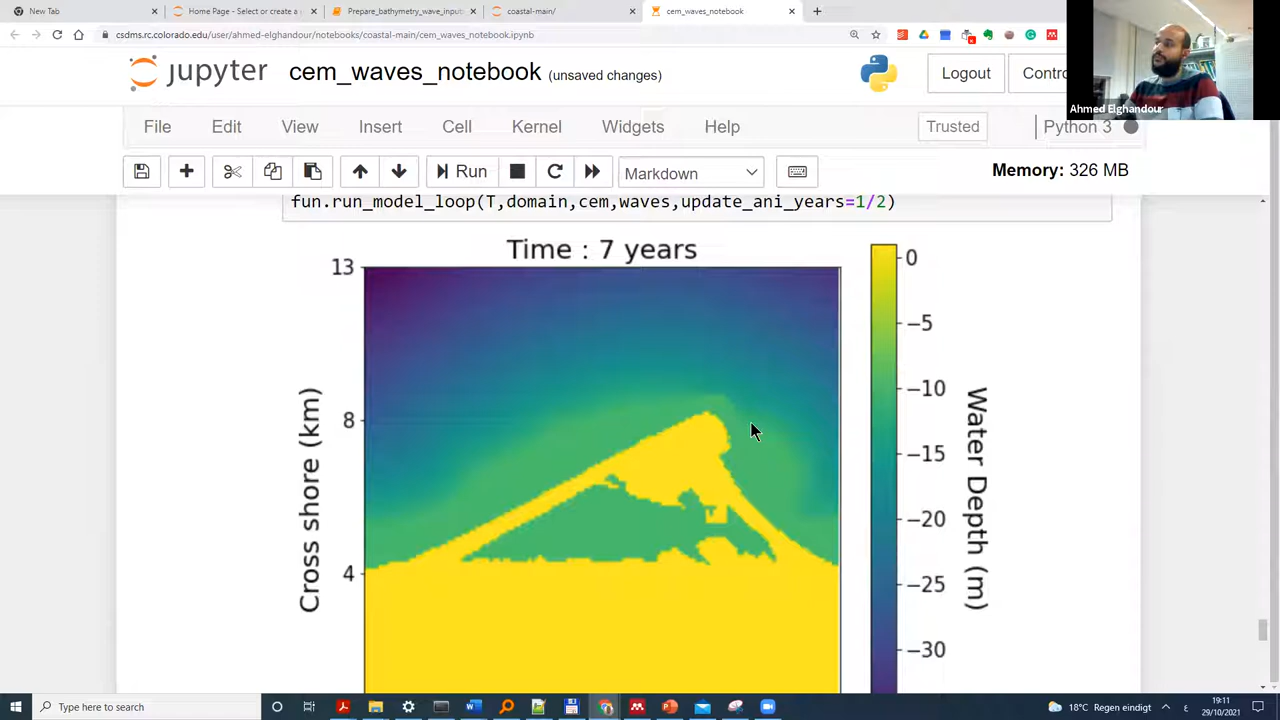 New Tab
Home Page - Select or create a
Prepare_bathymetry_wave_input
coastal-main/
cem_waves_notebook
csdms.rc.colorado.edu/user/ahmed-elghandour/notebooks/coastal-main/cem_waves_notebook.ipynb
jupyter cem_waves_notebook (unsaved changes)
Logout
Contro
Ahmed Elghandour
File Edit View Insert Cell Kernel Widgets Help
Trusted
Python 3
Run
Markdown
Memory: 326 MB
fun.run_model_loop(T,domain,cem,waves,update_ani_years=1/2)
Time : 7 years
13
8
4
Cross shore (km)
0
−5
−10
−15
−20
−25
−30
Water Depth (m)
Type here to search
18°C Regen eindigt
ع
19:11
29/10/2021